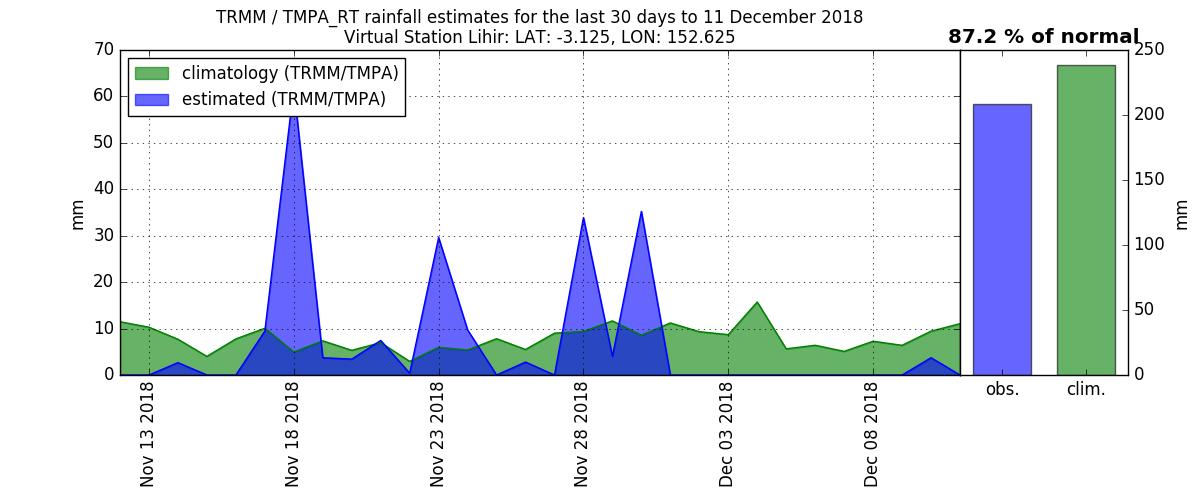 TRMM / TMPA_RT rainfall estimates for the last 30 days to 11 December 2018
Virtual Station Lihir: LAT: -3.125, LON: 152.625
87.2 % of normal
climatology (TRMM/TMPA)
estimated (TRMM/TMPA)
70
60
50
40
30
20
10
0
mm
Nov 13 2018
Nov 18 2018
Nov 23 2018
Nov 28 2018
Dec 03 2018
Dec 08 2018
obs.
clim.
250
200
150
100
50
0
mm